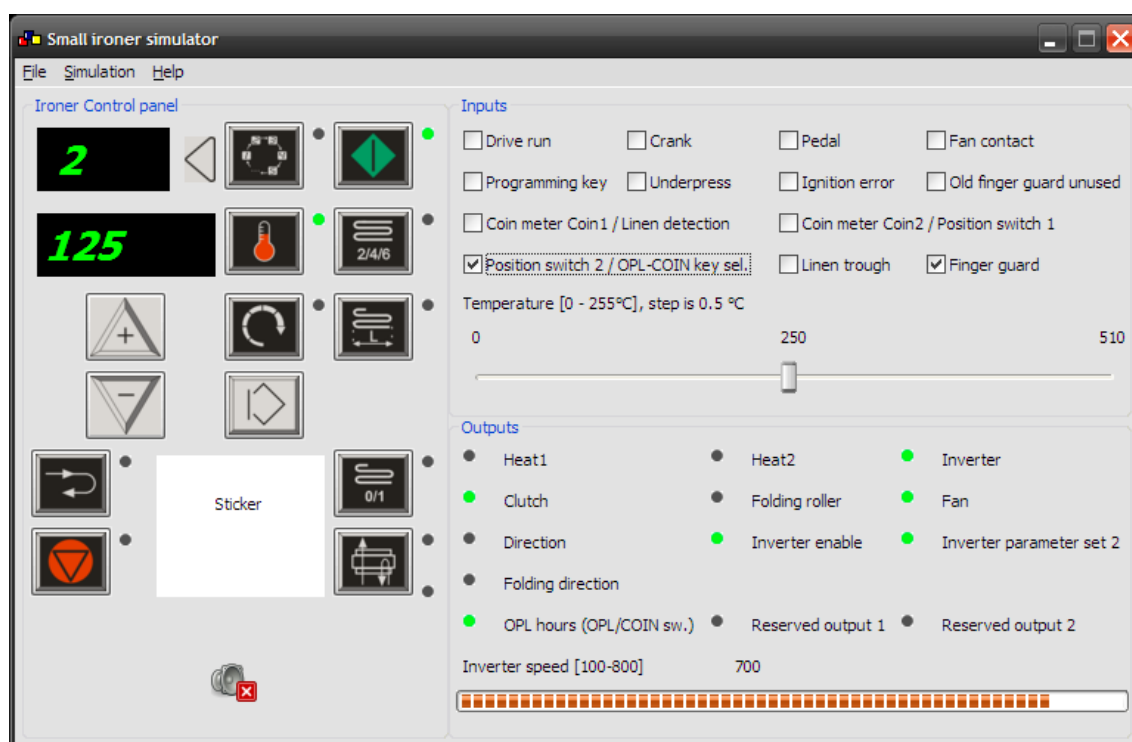 Small ironer simulator
File Simulation Help
Ironer Control panel
2
125
2/4/6
+
L
−
Sticker
0/1
Inputs
Drive run Crank Pedal Fan contact
Programming key Underpress Ignition error Old finger guard unused
Coin meter Coin1 / Linen detection Coin meter Coin2 / Position switch 1
Position switch 2 / OPL-COIN key sel. Linen trough Finger guard
Temperature [0 - 255°C], step is 0.5 °C
0 250 510
Outputs
Heat1 Heat2 Inverter
Clutch Folding roller Fan
Direction Inverter enable Inverter parameter set 2
Folding direction
OPL hours (OPL/COIN sw.) Reserved output 1 Reserved output 2
Inverter speed [100-800] 700